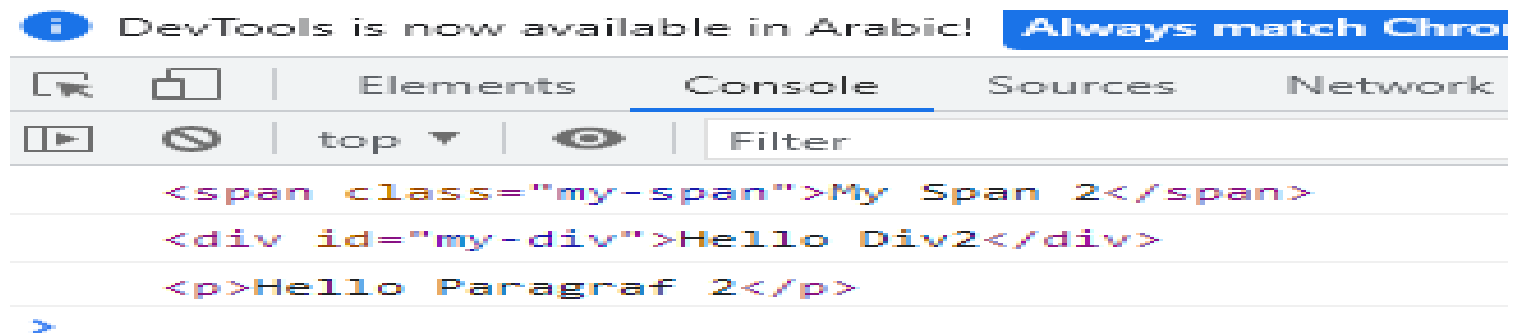 DevTools is now available in Arabic! Always match
Elements Console Sources Network
top Filter
<span class="my-span">My Span 2</span>
<div id="my-div">Hello Div2</div>
<p>Hello Paragraf 2</p>
>